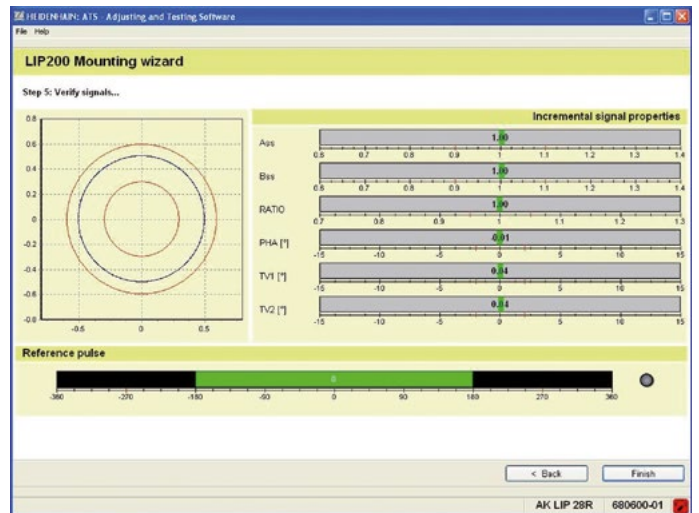 HEIDENHAIN: ATS - Adjusting and Testing Software
File Help
LIP200 Mounting wizard
Step 5: Verify signals...
Incremental signal properties
0.8
0.6
0.4
0.2
0
-0.2
-0.4
-0.6
-0.8
-0.5 0 0.5
Ass 1.00
0.6 0.7 0.8 0.9 1 1.1 1.2 1.3 1.4
Bss 1.00
0.6 0.7 0.8 0.9 1 1.1 1.2 1.3 1.4
RATIO 1.00
0.7 0.8 0.9 1 1.1 1.2 1.3
PHA [°]
-15 -10 -5 0 5 10 15
TV1 [°] 0.04
-15 -10 -5 0 5 10 15
TV2 [°]
-15 -10 -5 0 5 10 15
Reference pulse
0
-360 -270 -180 -90 0 90 180 270 360
< Back Finish
AK LIP 28R 680600-01